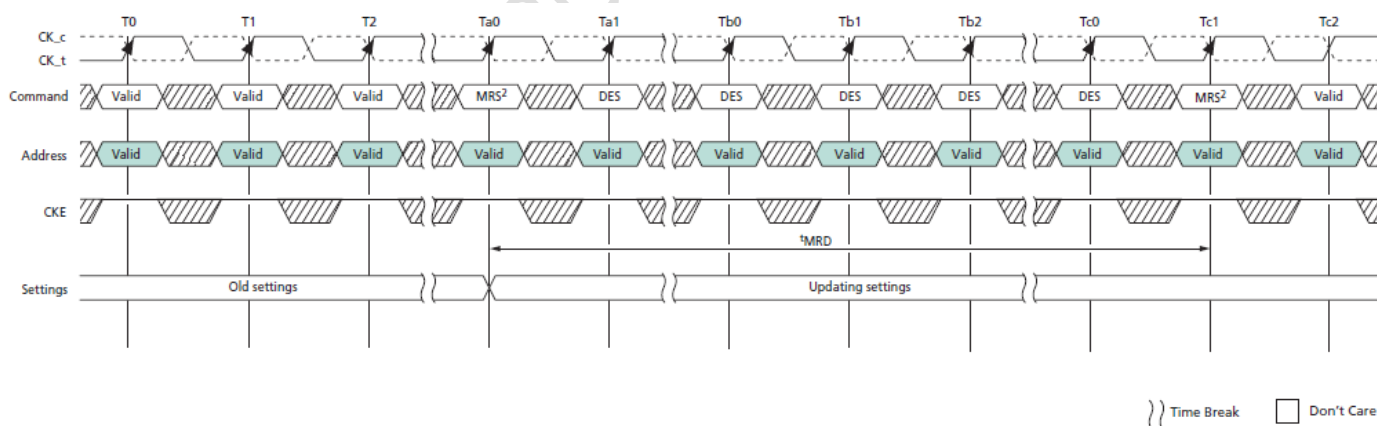 T0 T1 T2 Ta0 Ta1 Tb0 Tb1 Tb2 Tc0 Tc1 Tc2
CK_c
CK_t
Command Valid Valid Valid MRS² DES DES DES DES DES MRS² Valid
Address Valid Valid Valid Valid Valid Valid Valid Valid Valid Valid Valid
CKE
ᵗMRD
Settings Old settings Updating settings
Time Break Don't Care